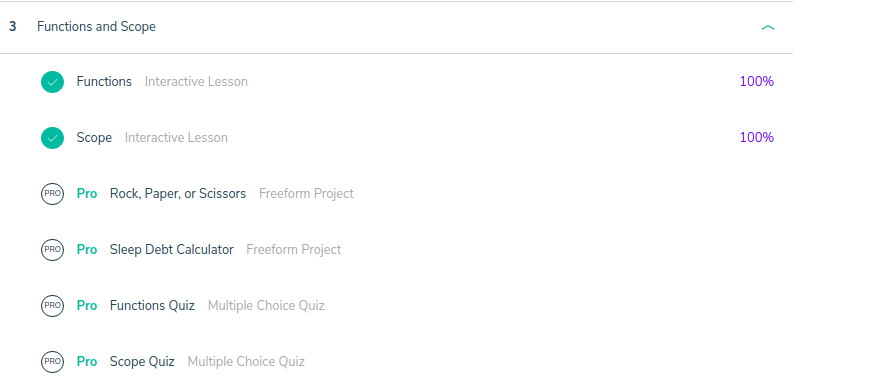 3 Functions and Scope
Functions Interactive Lesson 100%
Scope Interactive Lesson 100%
PRO Pro Rock, Paper, or Scissors Freeform Project
PRO Pro Sleep Debt Calculator Freeform Project
PRO Pro Functions Quiz Multiple Choice Quiz
PRO Pro Scope Quiz Multiple Choice Quiz